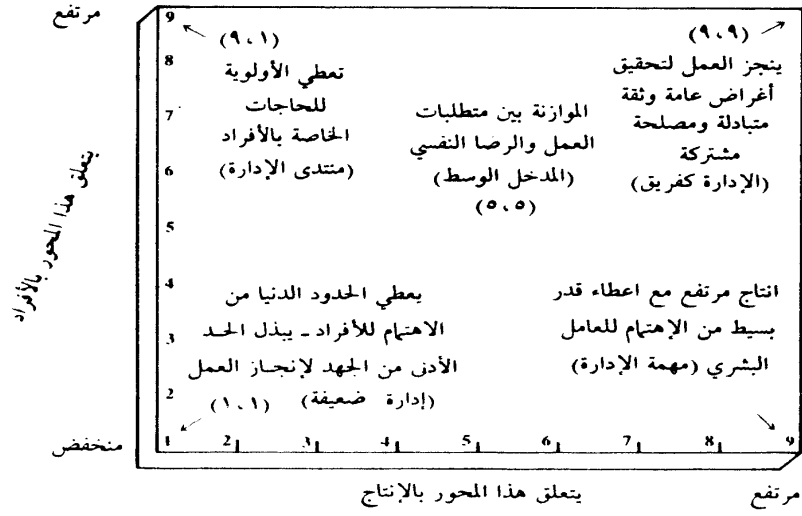 مرتفع
9
8
7
6
5
4
3
2
منخفض
يتعلق هذا المحور بالأفراد
(٩،١)
تعطي الأولوية
للحاجات
الخاصة بالأفراد
(منتدى الإدارة)
الموازنة بين متطلبات
العمل والرضا النفسي
(المدخل الوسط)
(٥،٥)
(٩،٩)
ينجز العمل لتحقيق
أغراض عامة وثقة
متبادلة ومصلحة
مشتركة
(الإدارة كفريق)
يعطي الحدود الدنيا من
الاهتمام للأفراد ـ يبذل الحد
الأدنى من الجهد لإنجاز العمل
(إدارة ضعيفة) (١،١)
انتاج مرتفع مع اعطاء قدر
بسيط من الإهتمام للعامل
البشري (مهمة الإدارة)
1 2 3 4 5 6 7 8 9
يتعلق هذا المحور بالإنتاج
مرتفع